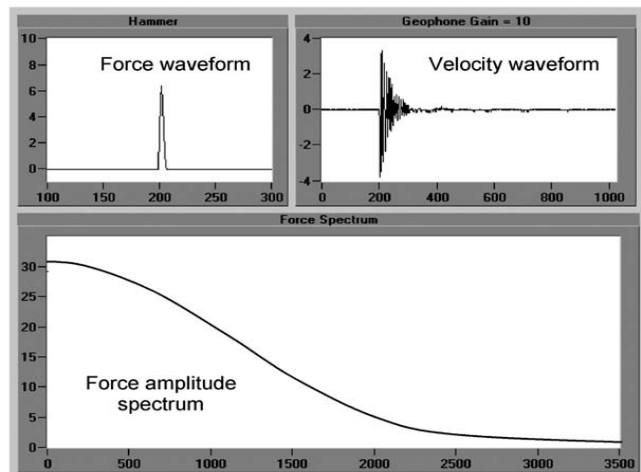 Hammer
10
8
6
4
2
0
Force waveform
100 150 200 250 300
Geophone Gain = 10
4
2
0
-2
-4
Velocity waveform
0 200 400 600 800 1000
Force Spectrum
30
25
20
15
10
5
0
Force amplitude
spectrum
0 500 1000 1500 2000 2500 3000 3500